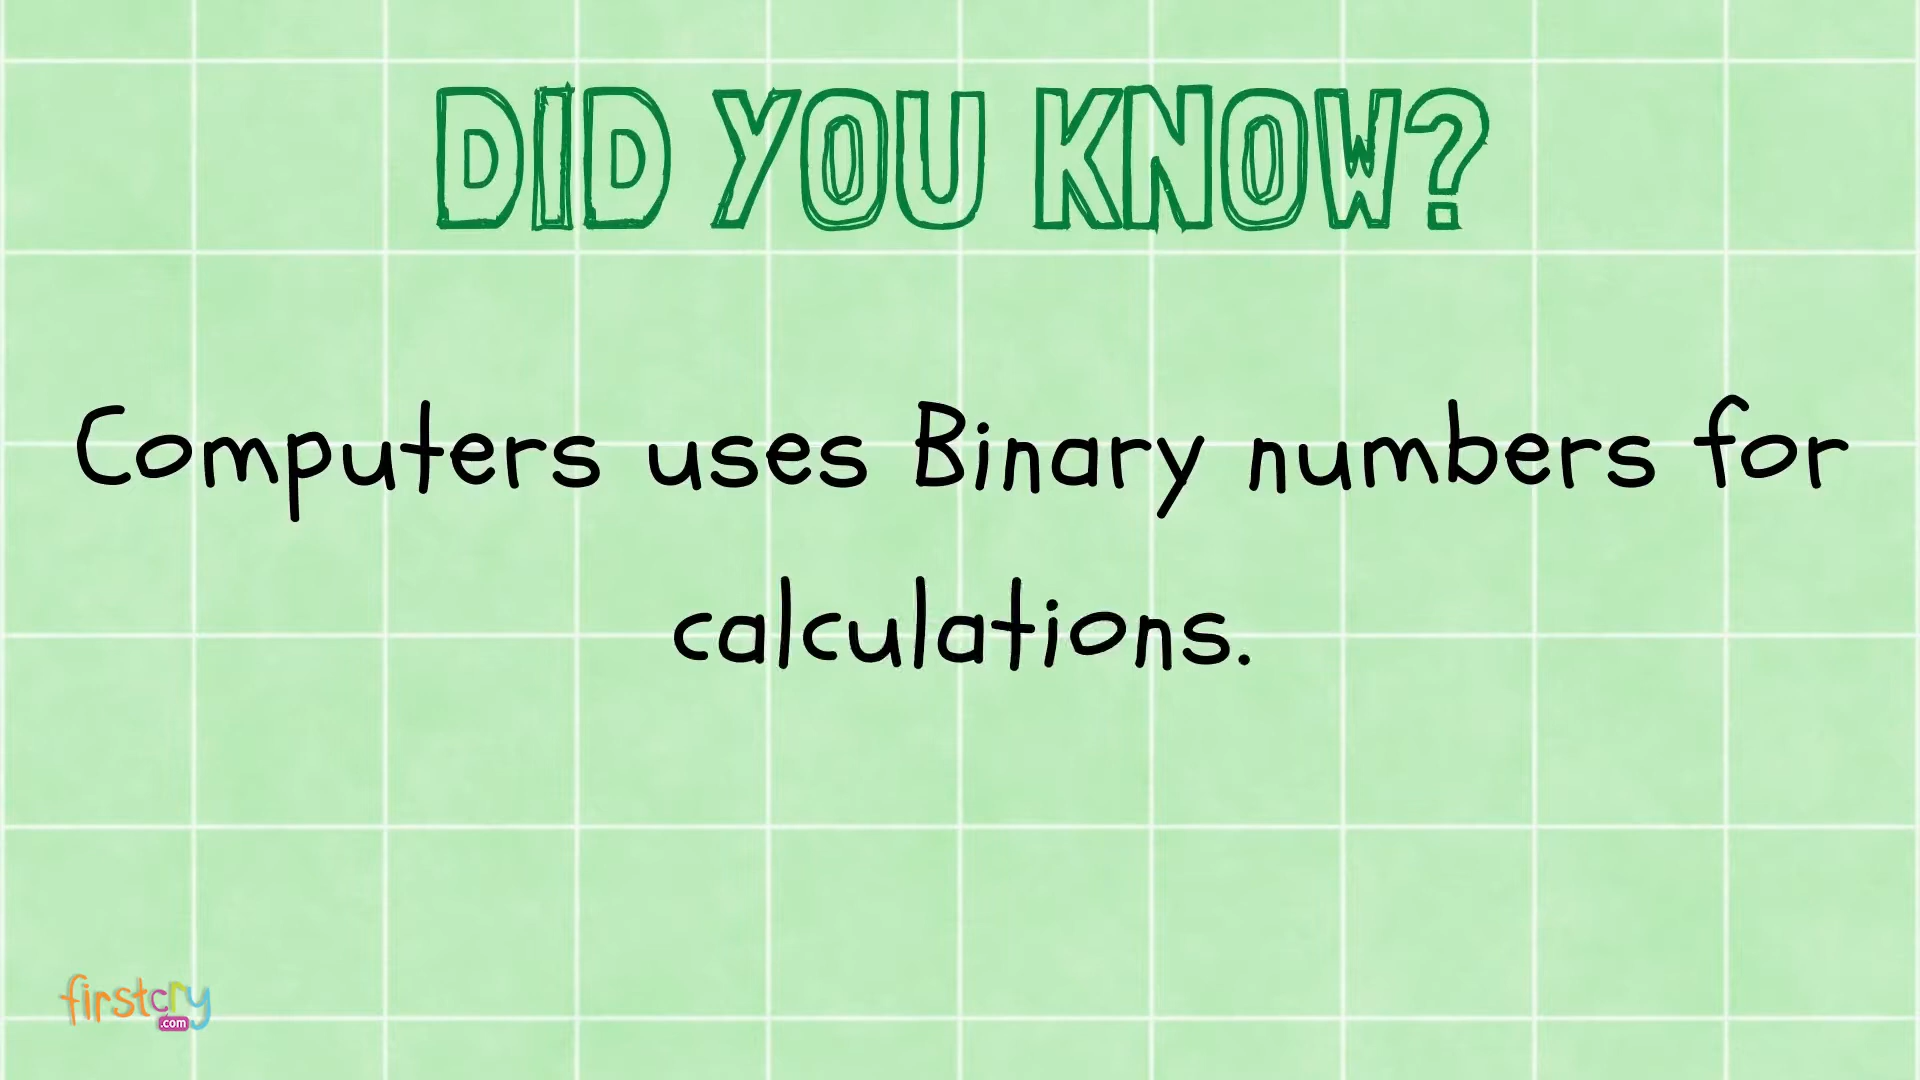 DID YOU KNOW?
Computers uses Binary numbers for
calculations.
firstcry
.com